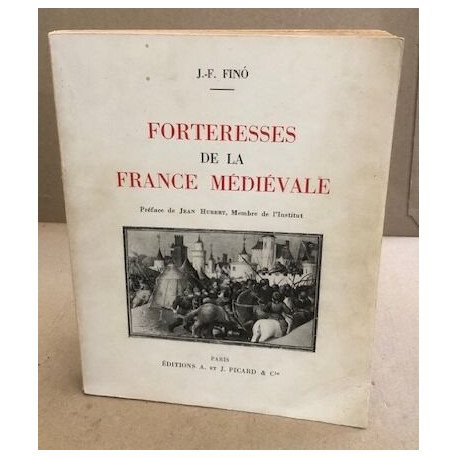 J.-F. FINÓ
FORTERESSES
DE LA
FRANCE MÉDIÉVALE
Préface de JEAN HUBERT, Membre de l'Institut
PARIS
ÉDITIONS A. ET J. PICARD & Cie